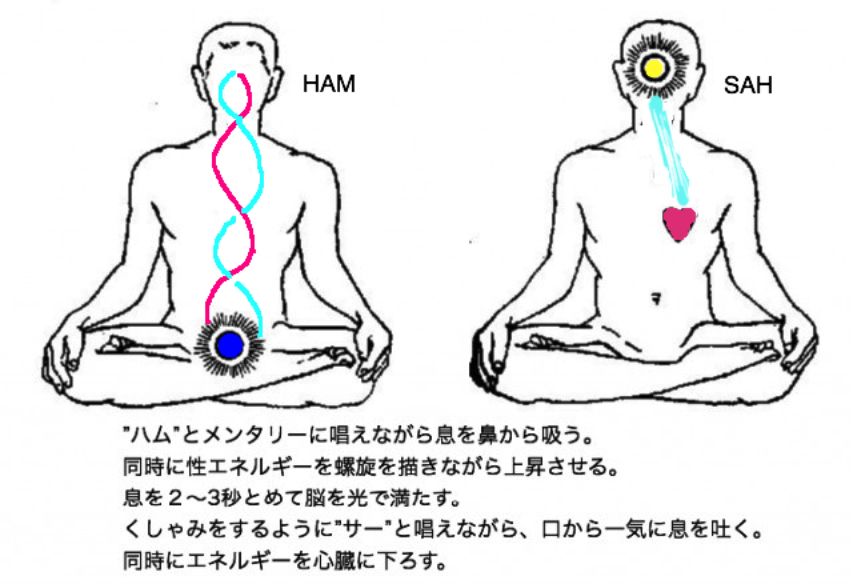 HAM
SAH
”ハム”とメンタリーに唱えながら息を鼻から吸う。
同時に性エネルギーを螺旋を描きながら上昇させる。
息を２〜3秒とめて脳を光で満たす。
くしゃみをするように”サー”と唱えながら、口から一気に息を吐く。
同時にエネルギーを心臓に下ろす。